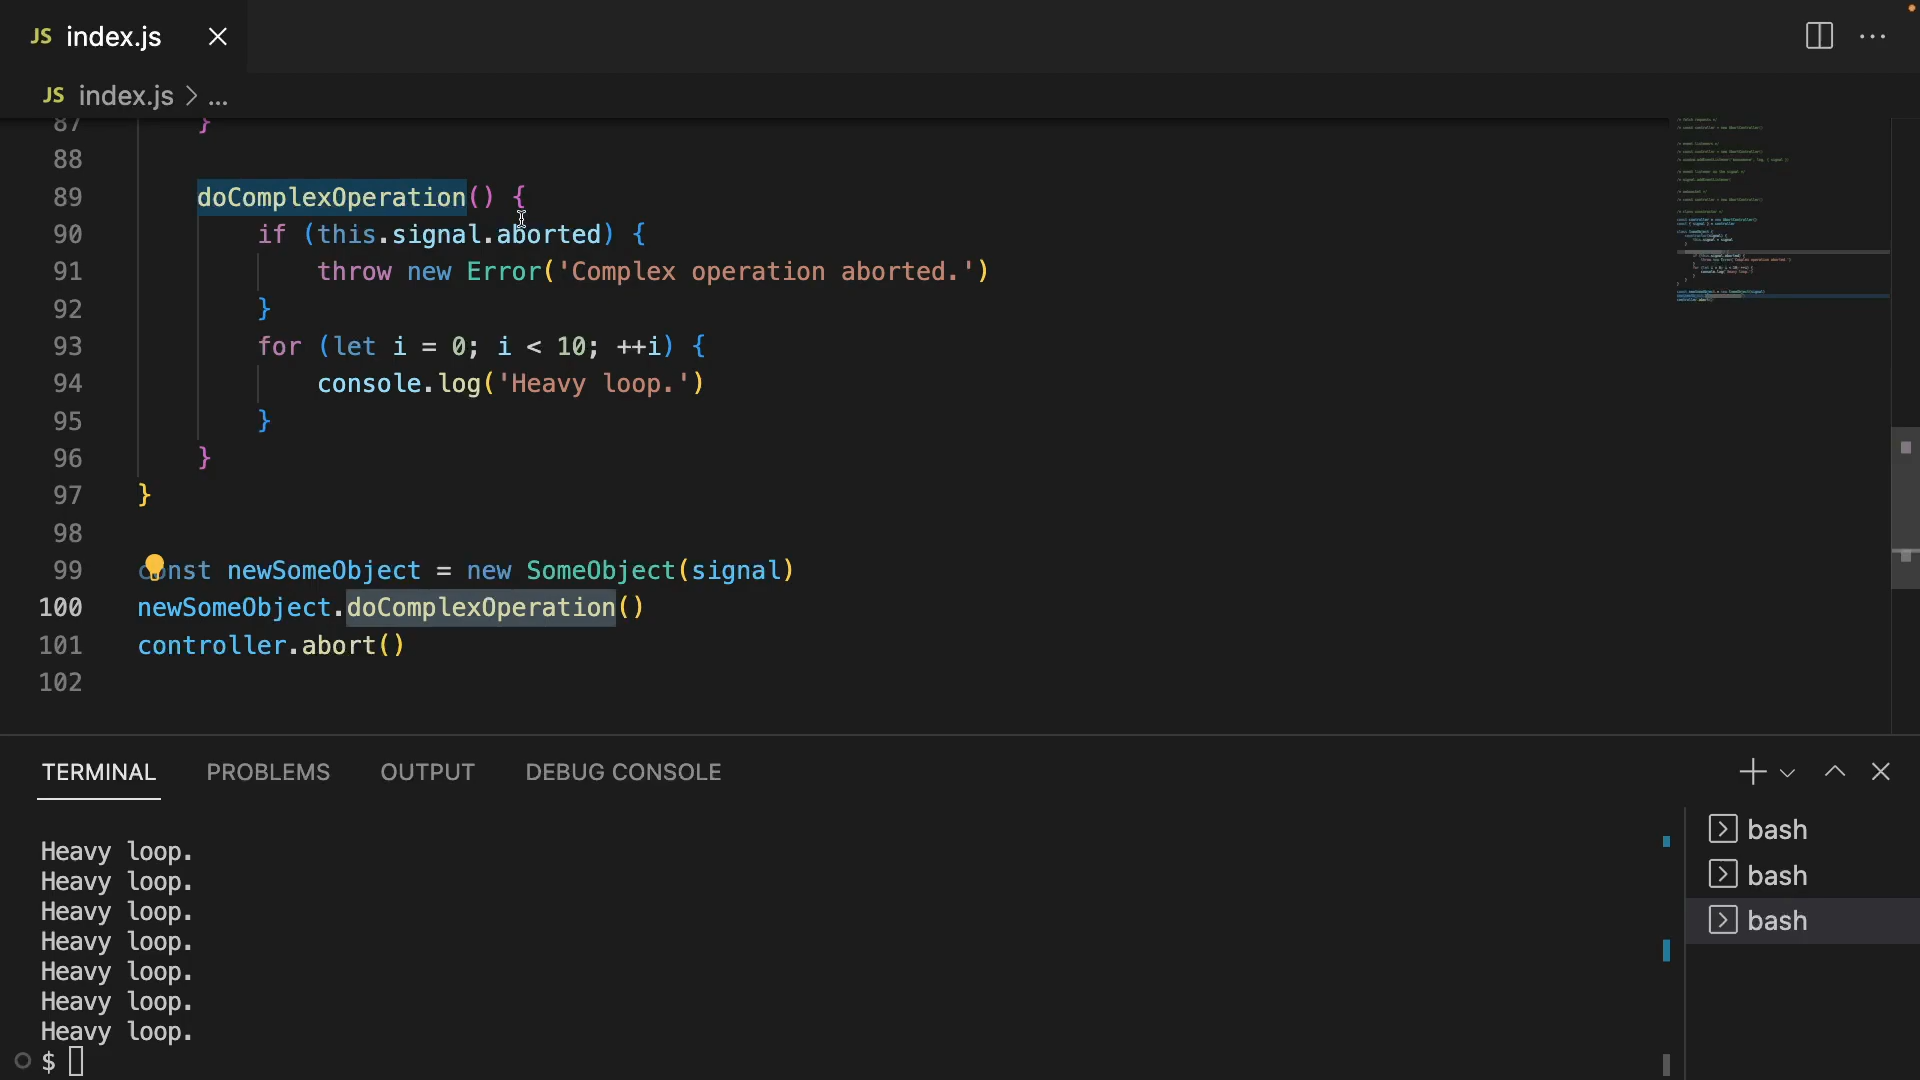 JS index.js
JS index.js > ...
87 }
88
89 doComplexOperation() {
90 if (this.signal.aborted) {
91 throw new Error('Complex operation aborted.')
92 }
93 for (let i = 0; i < 10; ++i) {
94 console.log('Heavy loop.')
95 }
96 }
97 }
98
99 const newSomeObject = new SomeObject(signal)
100 newSomeObject.doComplexOperation()
101 controller.abort()
102
TERMINAL PROBLEMS OUTPUT DEBUG CONSOLE
Heavy loop.
Heavy loop.
Heavy loop.
Heavy loop.
Heavy loop.
Heavy loop.
Heavy loop.
$
bash
bash
bash